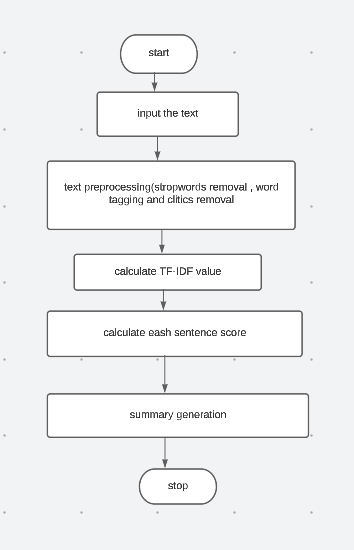 start
input the text
text preprocessing(stropwords removal , word
tagging and clitics removal
calculate TF-IDF value
calculate eash sentence score
summary generation
stop